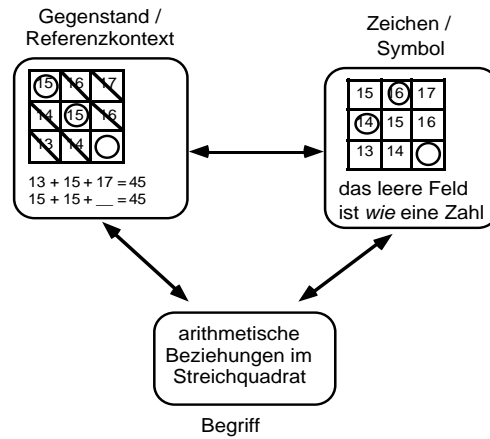 Gegenstand /
Referenzkontext
15 16 17
14 15 16
13 14
13 + 15 + 17 = 45
15 + 15 + __ = 45
Zeichen /
Symbol
15 16 17
14 15 16
13 14
das leere Feld
ist wie eine Zahl
arithmetische
Beziehungen im
Streichquadrat
Begriff